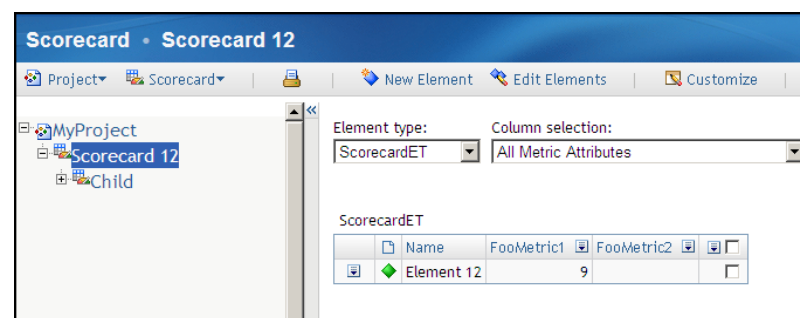 Scorecard • Scorecard 12
Project Scorecard New Element Edit Elements Customize
MyProject
Scorecard 12
Child
Element type: Column selection:
ScorecardET All Metric Attributes
ScorecardET
Name FooMetric1 FooMetric2
Element 12 9